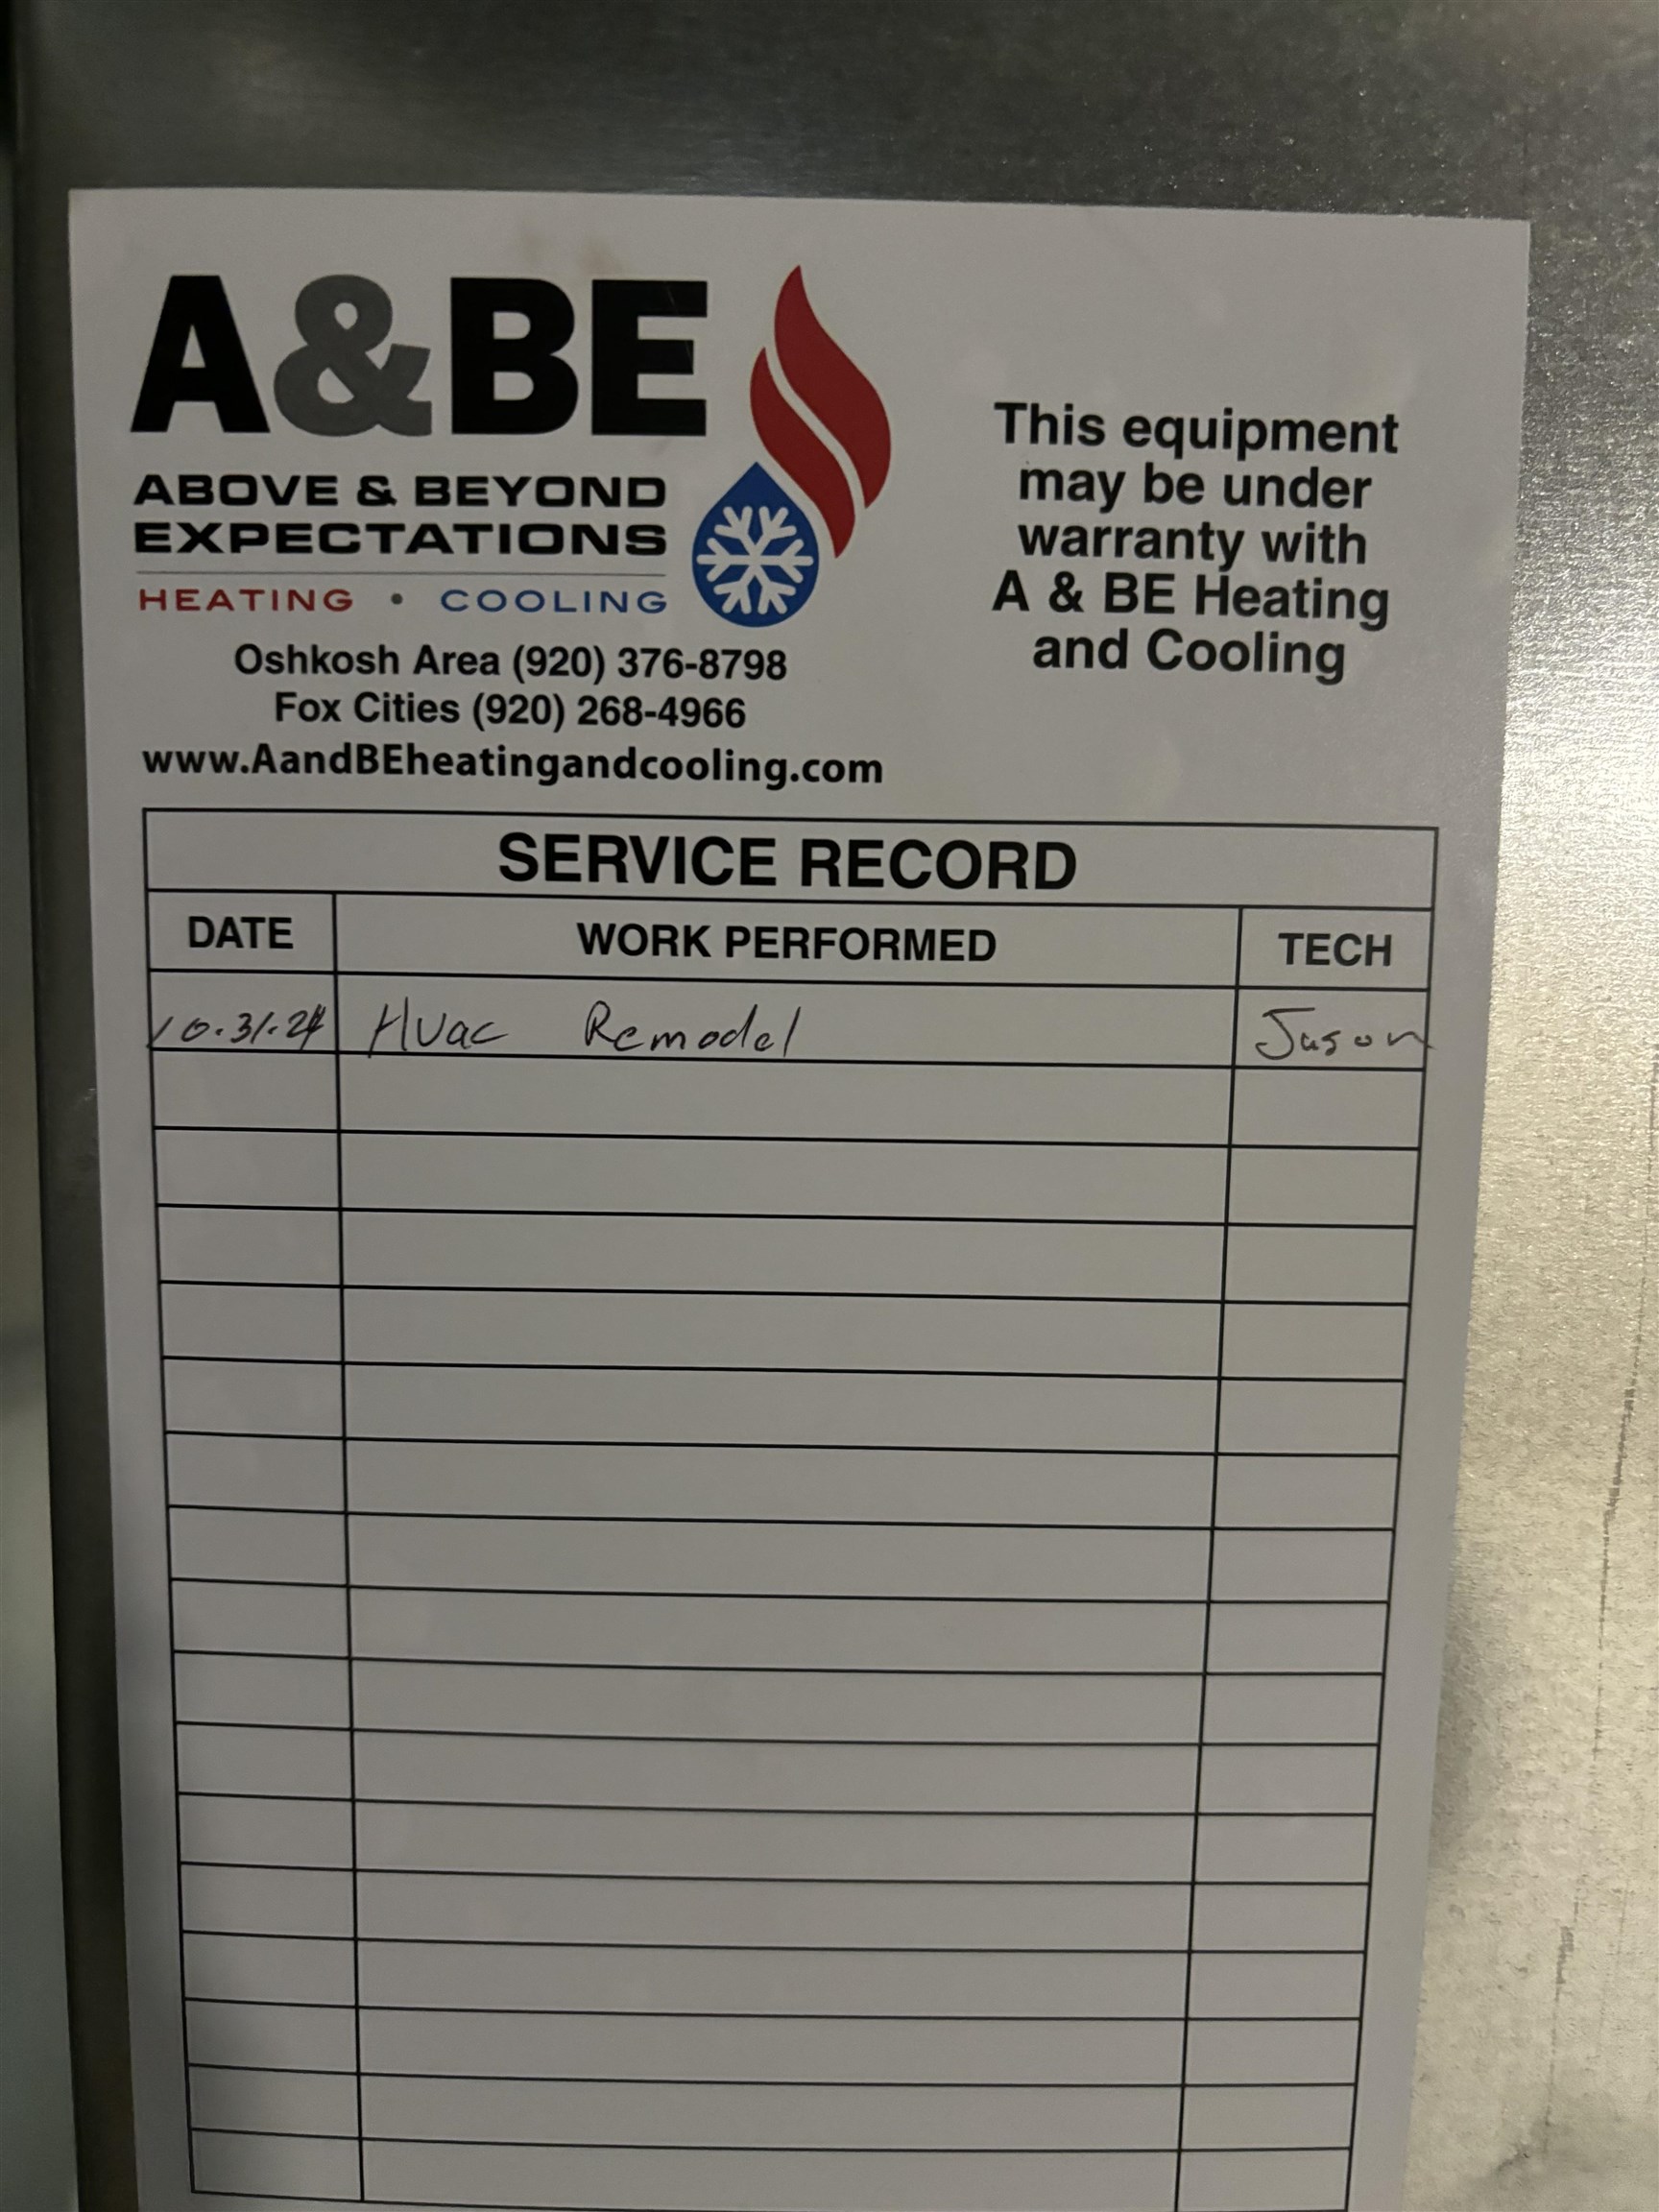 A&BE
ABOVE & BEYOND
EXPECTATIONS
HEATING • COOLING
Oshkosh Area (920) 376-8798
Fox Cities (920) 268-4966
www.AandBEheatingandcooling.com
This equipment
may be under
warranty with
A & BE Heating
and Cooling
SERVICE RECORD
DATE WORK PERFORMED TECH
10.31.24 Hvac Remodel Jason